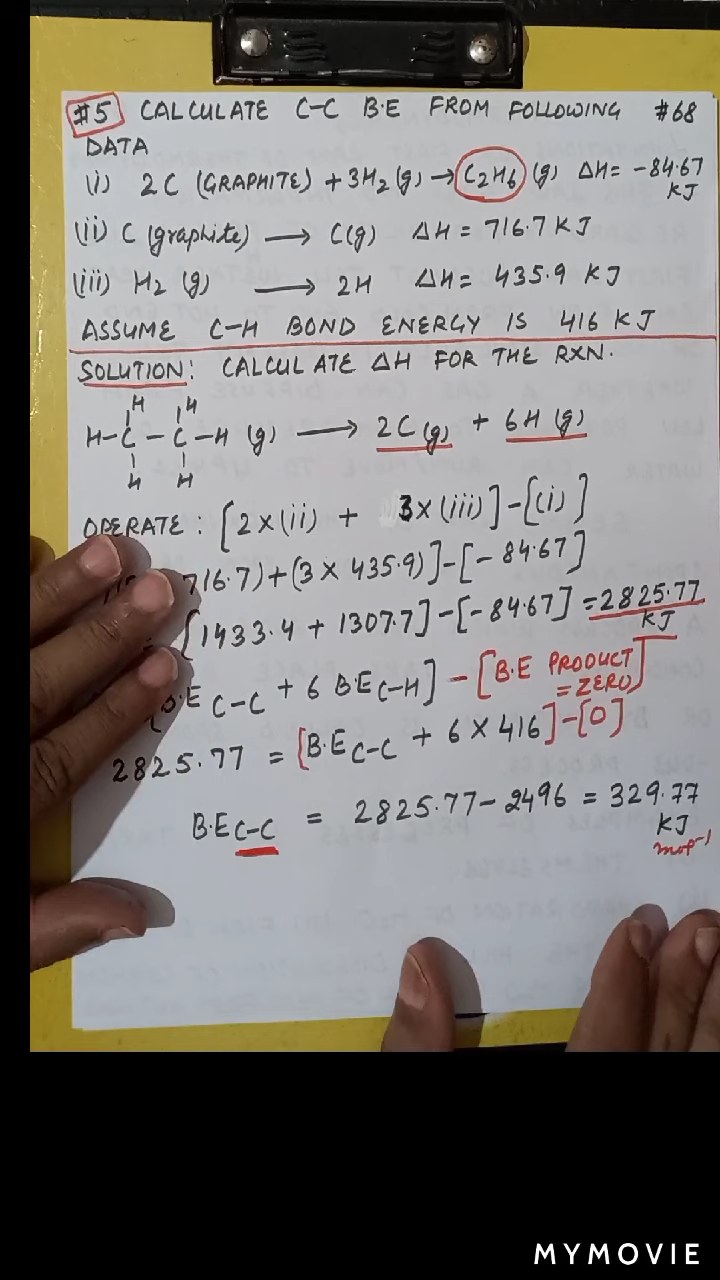 #5 CALCULATE C-C B.E FROM FOLLOWING #68
DATA
(i) 2C (GRAPHITE) + 3H₂(g) → C₂H₆ (g) ΔH = -84.67 KJ
(ii) C (graphite) → C(g) ΔH = 716.7 KJ
(iii) H₂ (g) → 2H ΔH = 435.9 KJ
ASSUME C-H BOND ENERGY IS 416 KJ
SOLUTION: CALCULATE ΔH FOR THE RXN.
H H
H-C-C-H (g) → 2C(g) + 6H(g)
H H
OPERATE: [2×(ii) + 3×(iii)] - [(i)]
716.7) + (3 × 435.9)] - [-84.67]
[1433.4 + 1307.7] - [-84.67] = 2825.77 KJ
B.E C-C + 6 B.E C-H] - [B.E PRODUCT = ZERO]
2825.77 = [B.E C-C + 6 × 416] - [0]
B.E C-C = 2825.77 - 2496 = 329.77 KJ mol⁻¹
MYMOVIE